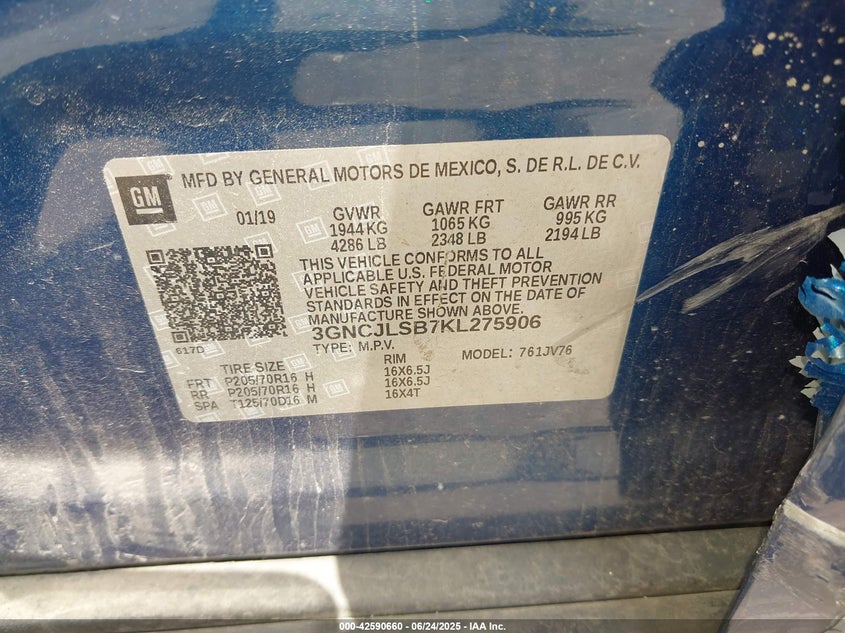 GM
MFD BY GENERAL MOTORS DE MEXICO, S. DE R.L. DE C.V.
01/19
GVWR
1944 KG
4286 LB
GAWR FRT
1065 KG
2348 LB
GAWR RR
995 KG
2194 LB
THIS VEHICLE CONFORMS TO ALL
APPLICABLE U.S. FEDERAL MOTOR
VEHICLE SAFETY AND THEFT PREVENTION
STANDARDS IN EFFECT ON THE DATE OF
MANUFACTURE SHOWN ABOVE.
3GNCJLSB7KL275906
617D
TYPE: M.P.V.
MODEL: 761JV76
TIRE SIZE RIM
FRT P205/70R16 H 16X6.5J
RR P205/70R16 H 16X6.5J
SPA T125/70D16 M 16X4T
000-42590660 - 06/24/2025 - IAA Inc.